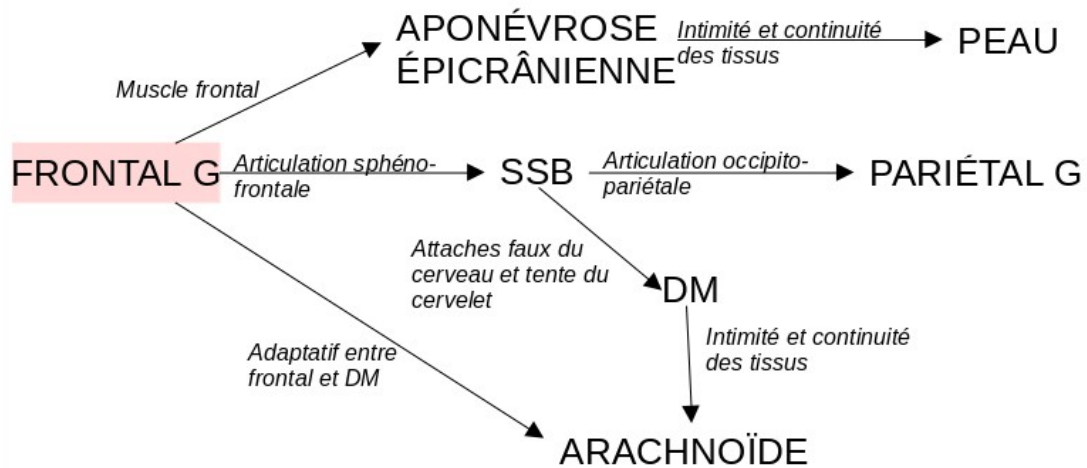 APONÉVROSE
ÉPICRÂNIENNE
Intimité et continuité
des tissus
PEAU
Muscle frontal
FRONTAL G
Articulation sphéno-
frontale
SSB
Articulation occipito-
pariétale
PARIÉTAL G
Attaches faux du
cerveau et tente du
cervelet
DM
Intimité et continuité
des tissus
Adaptatif entre
frontal et DM
ARACHNOÏDE